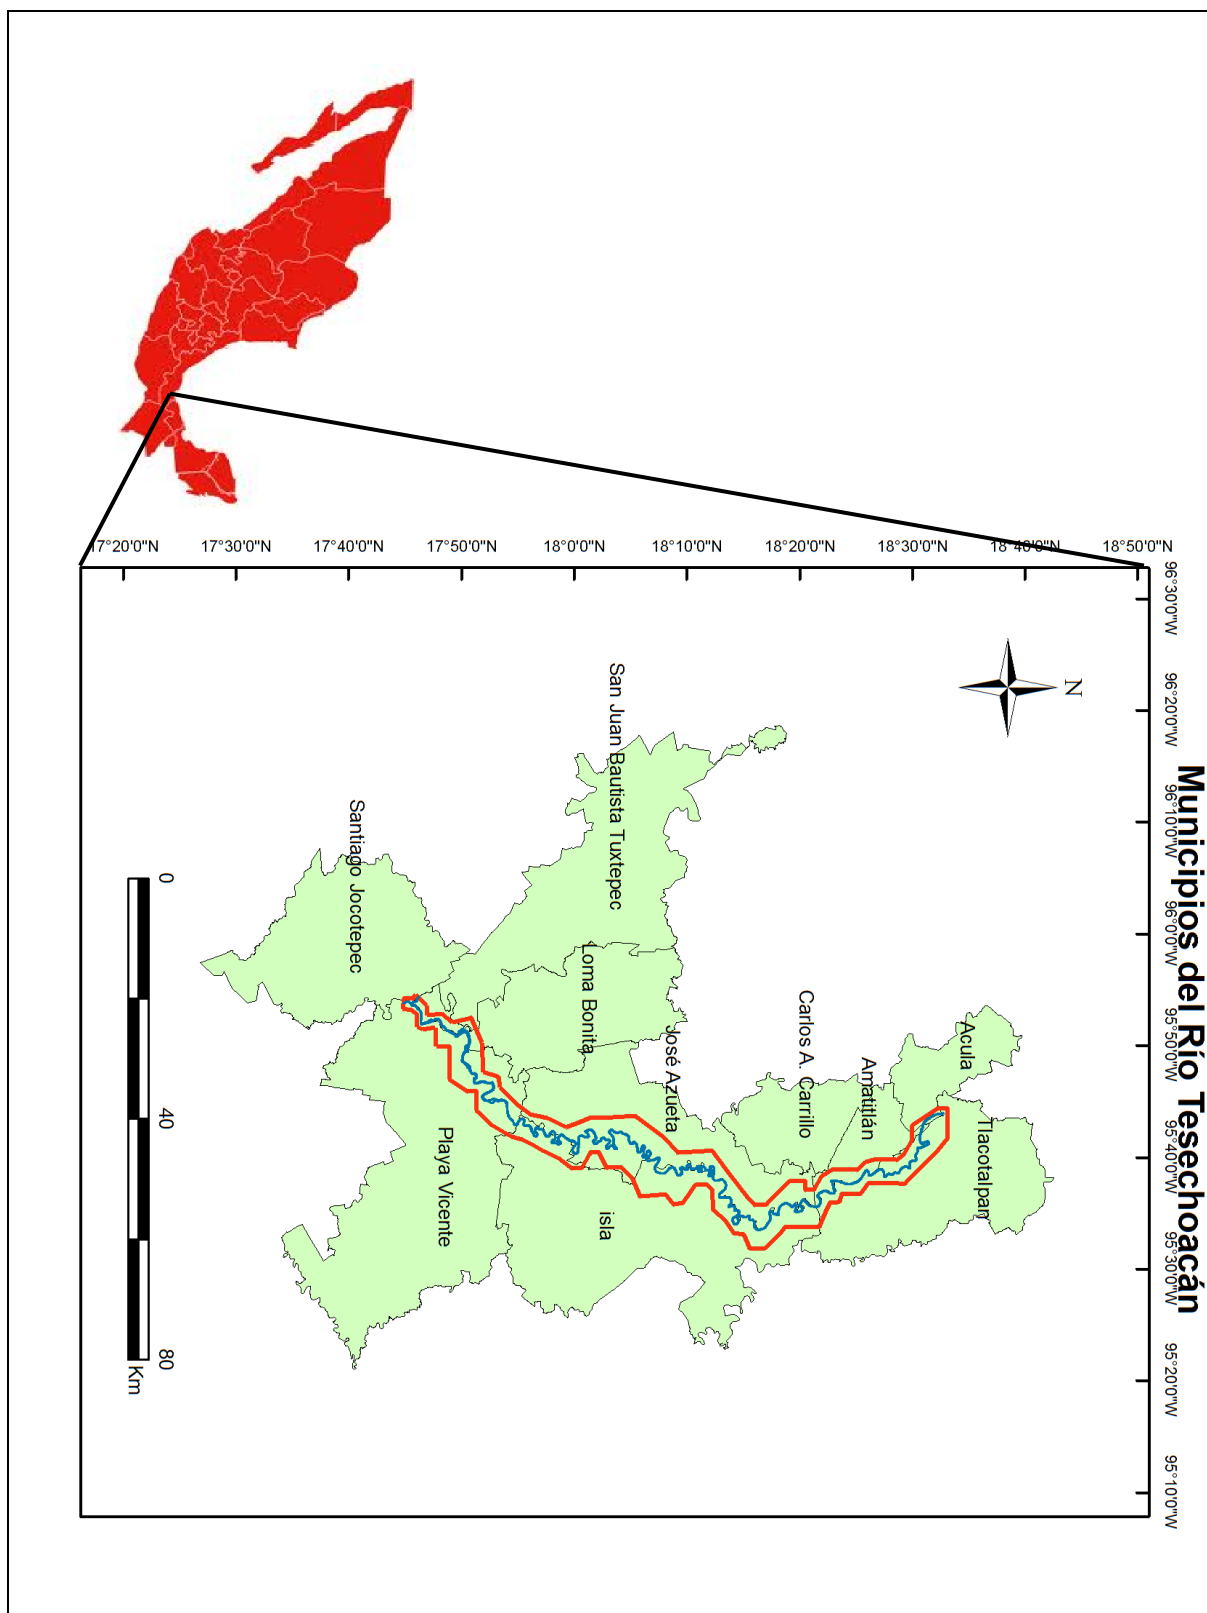 Municipios del Río Tesechoacán
96°30'0"W
96°20'0"W
96°10'0"W
96°0'0"W
95°50'0"W
95°40'0"W
95°30'0"W
95°20'0"W
95°10'0"W
18°50'0"N
18°40'0"N
18°30'0"N
18°20'0"N
18°10'0"N
18°0'0"N
17°50'0"N
17°40'0"N
17°30'0"N
17°20'0"N
N
Acula
Tlacotalpan
Amatitlán
Carlos A. Carrillo
José Azueta
San Juan Bautista Tuxtepec
Loma Bonita
isla
Playa Vicente
Santiago Jocotepec
0
40
80
Km